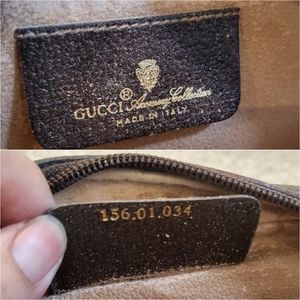 GUCCI® Accessory Collection
MADE IN ITALY
156.01.034